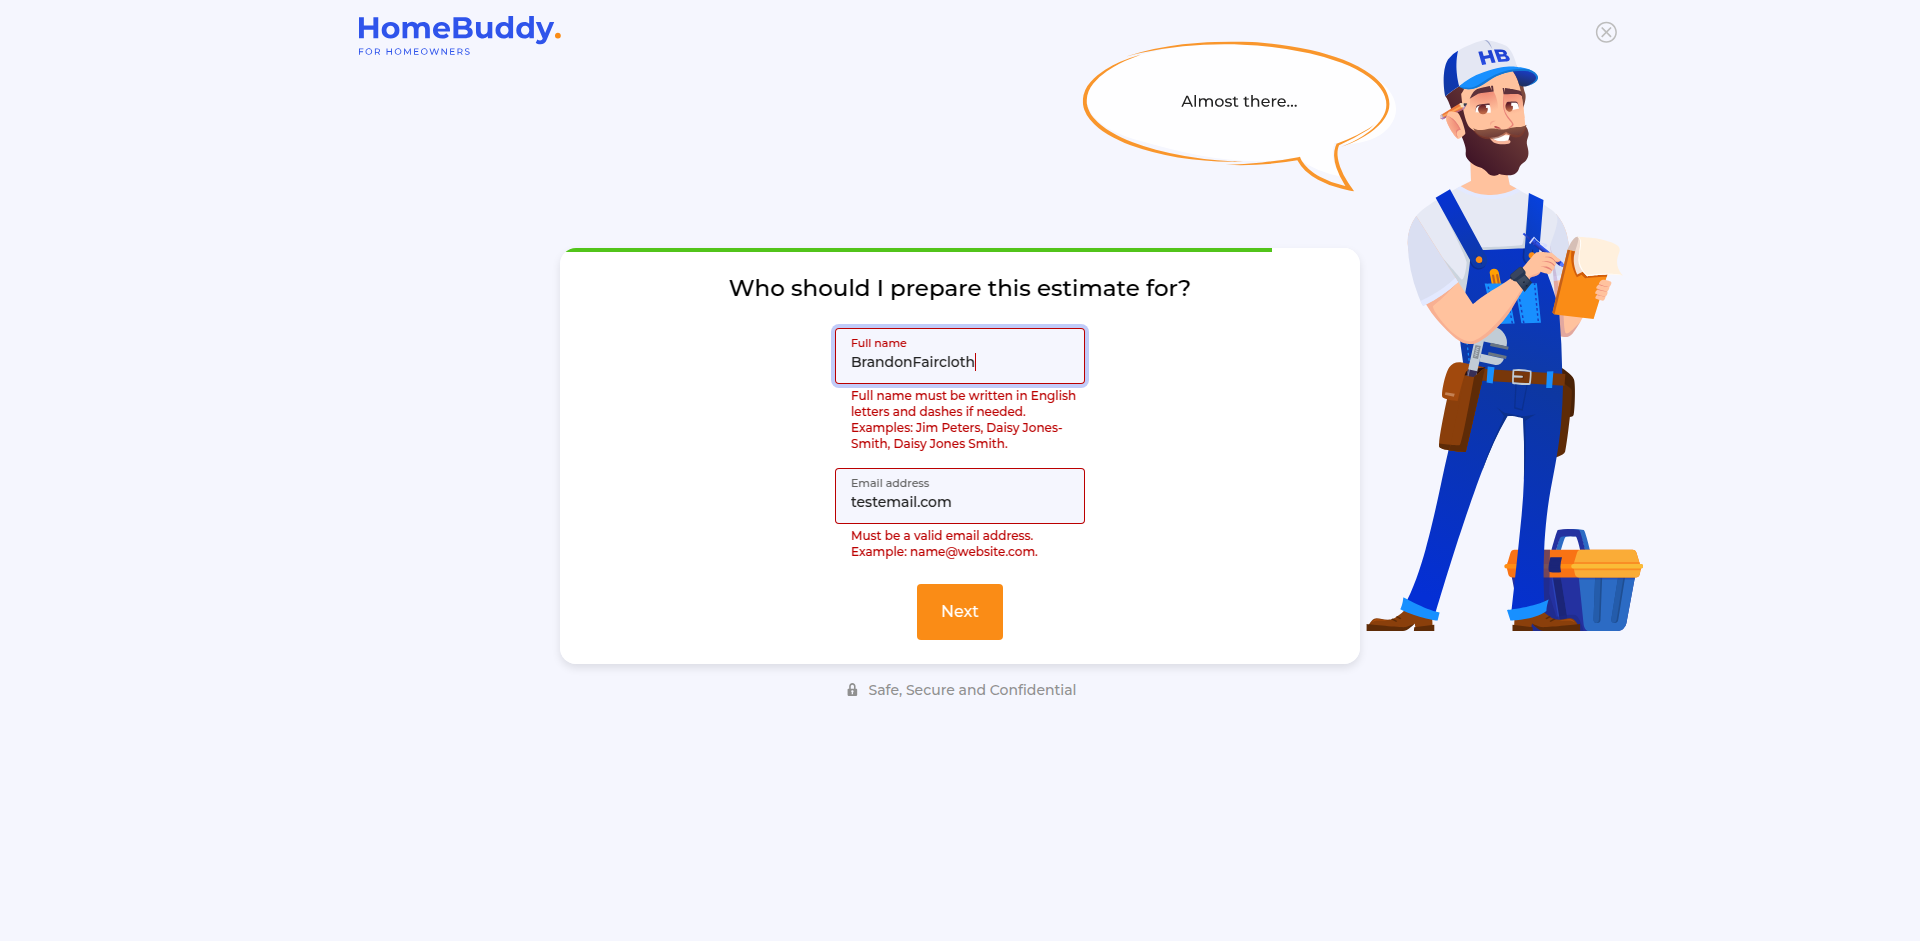 HomeBuddy.
FOR HOMEOWNERS
HB
Almost there...
Who should I prepare this estimate for?
Full name
BrandonFaircloth
Full name must be written in English
letters and dashes if needed.
Examples: Jim Peters, Daisy Jones-
Smith, Daisy Jones Smith.
Email address
testemail.com
Must be a valid email address.
Example: name@website.com.
Next
Safe, Secure and Confidential